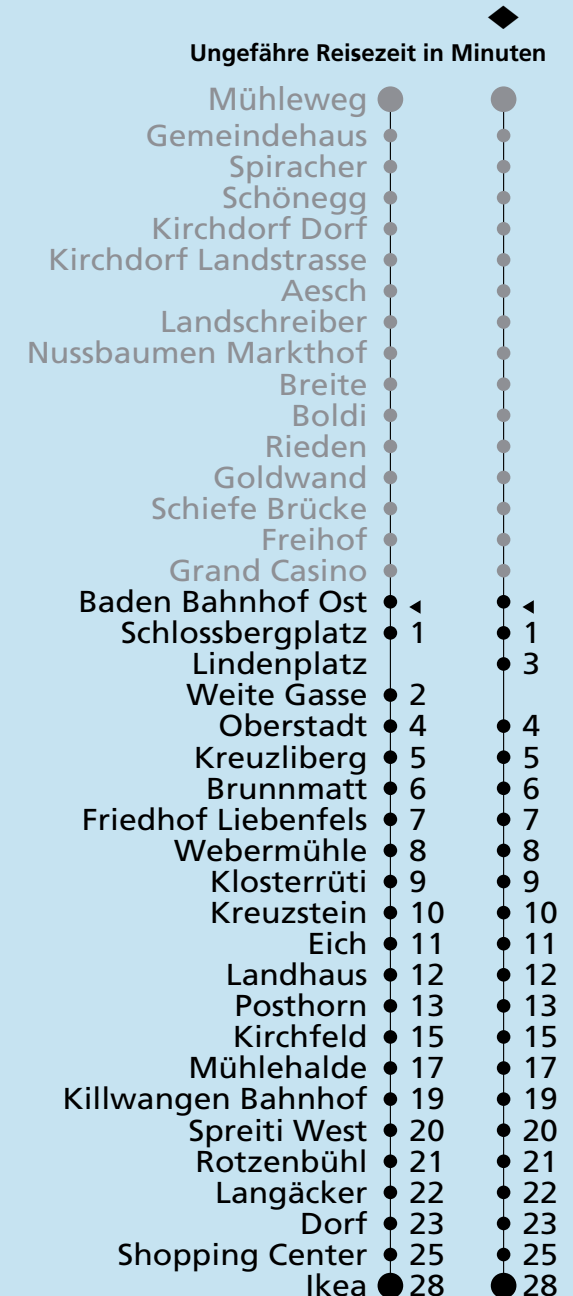 Ungefähre Reisezeit in Minuten
Mühleweg
Gemeindehaus
Spiracher
Schönegg
Kirchdorf Dorf
Kirchdorf Landstrasse
Aesch
Landschreiber
Nussbaumen Markthof
Breite
Boldi
Rieden
Goldwand
Schiefe Brücke
Freihof
Grand Casino
Baden Bahnhof Ost
Schlossbergplatz 1 1
Lindenplatz 3
Weite Gasse 2
Oberstadt 4 4
Kreuzliberg 5 5
Brunnmatt 6 6
Friedhof Liebenfels 7 7
Webermühle 8 8
Klosterrüti 9 9
Kreuzstein 10 10
Eich 11 11
Landhaus 12 12
Posthorn 13 13
Kirchfeld 15 15
Mühlehalde 17 17
Killwangen Bahnhof 19 19
Spreiti West 20 20
Rotzenbühl 21 21
Langäcker 22 22
Dorf 23 23
Shopping Center 25 25
Ikea 28 28